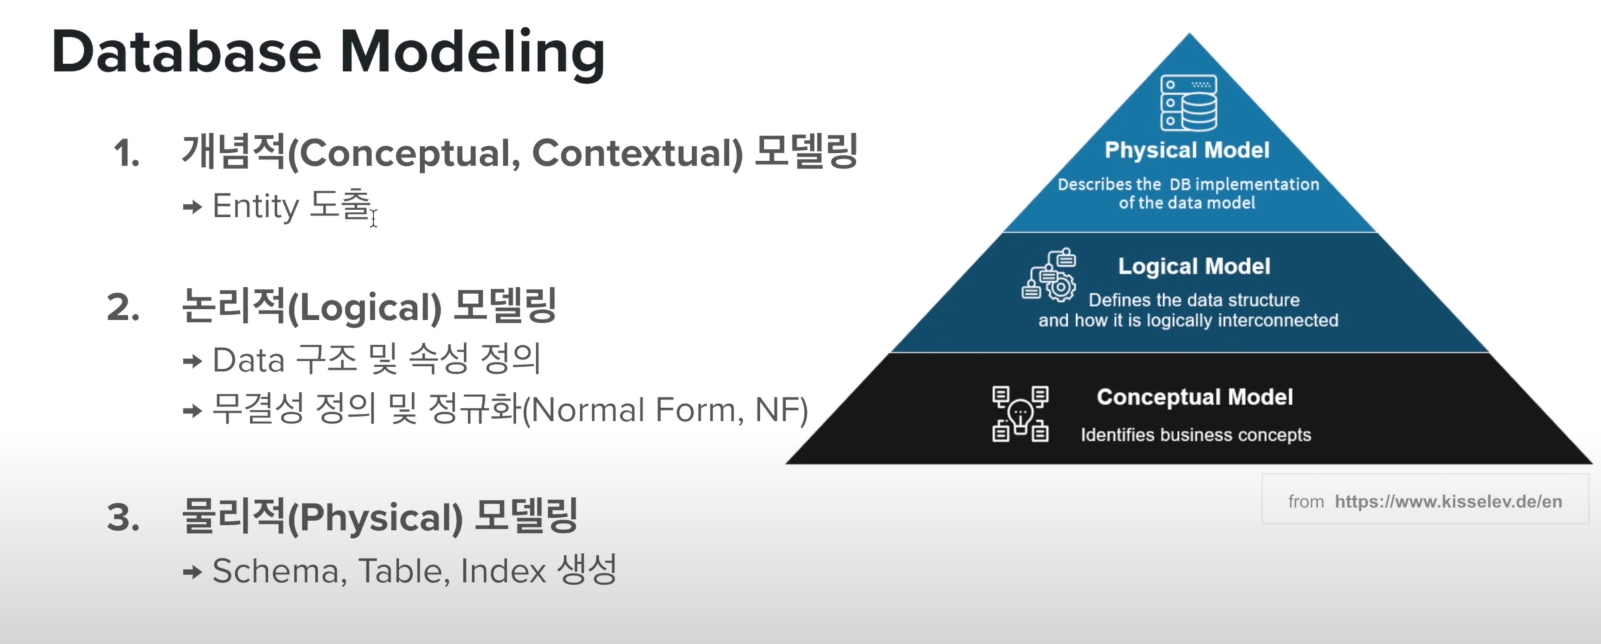 Database Modeling
1. 개념적(Conceptual, Contextual) 모델링
→ Entity 도출
2. 논리적(Logical) 모델링
→ Data 구조 및 속성 정의
→ 무결성 정의 및 정규화(Normal Form, NF)
3. 물리적(Physical) 모델링
→ Schema, Table, Index 생성
Physical Model
Describes the DB implementation
of the data model
Logical Model
Defines the data structure
and how it is logically interconnected
Conceptual Model
Identifies business concepts
from https://www.kisselev.de/en